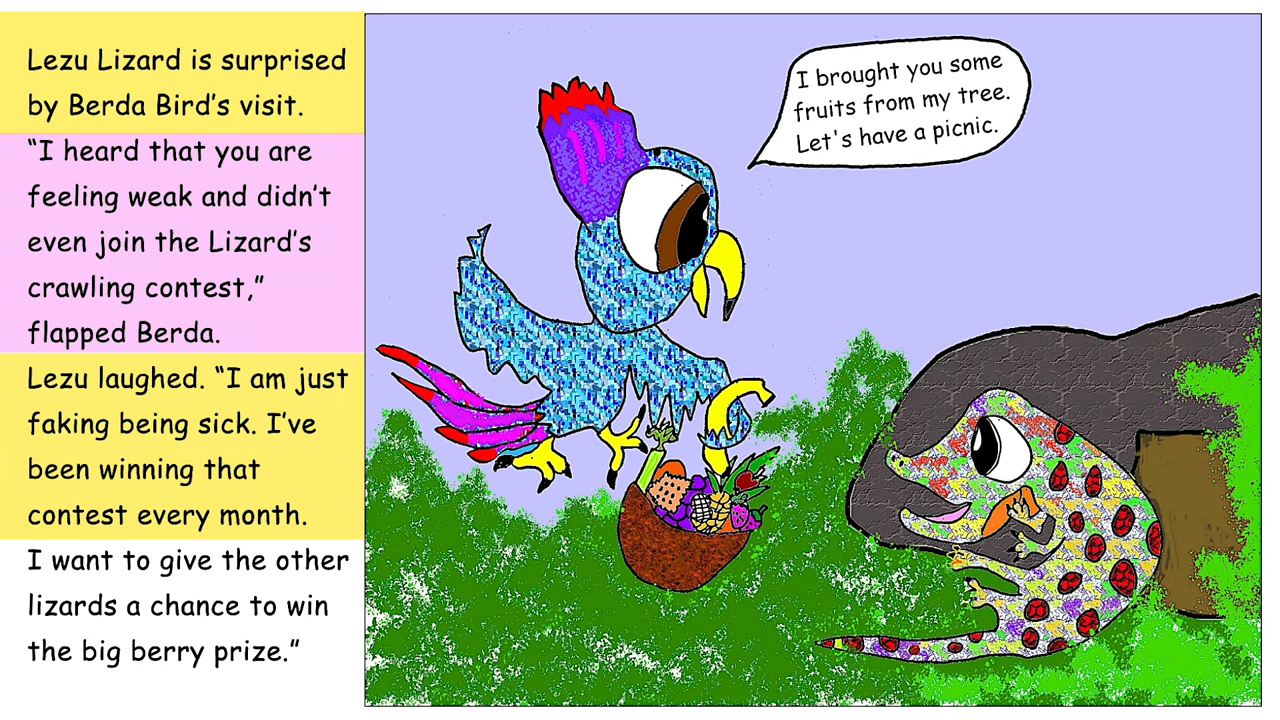 Lezu Lizard is surprised
by Berda Bird's visit.
“I heard that you are
feeling weak and didn't
even join the Lizard's
crawling contest,”
flapped Berda.
Lezu laughed. “I am just
faking being sick. I've
been winning that
contest every month.
I want to give the other
lizards a chance to win
the big berry prize.”
I brought you some
fruits from my tree.
Let's have a picnic.